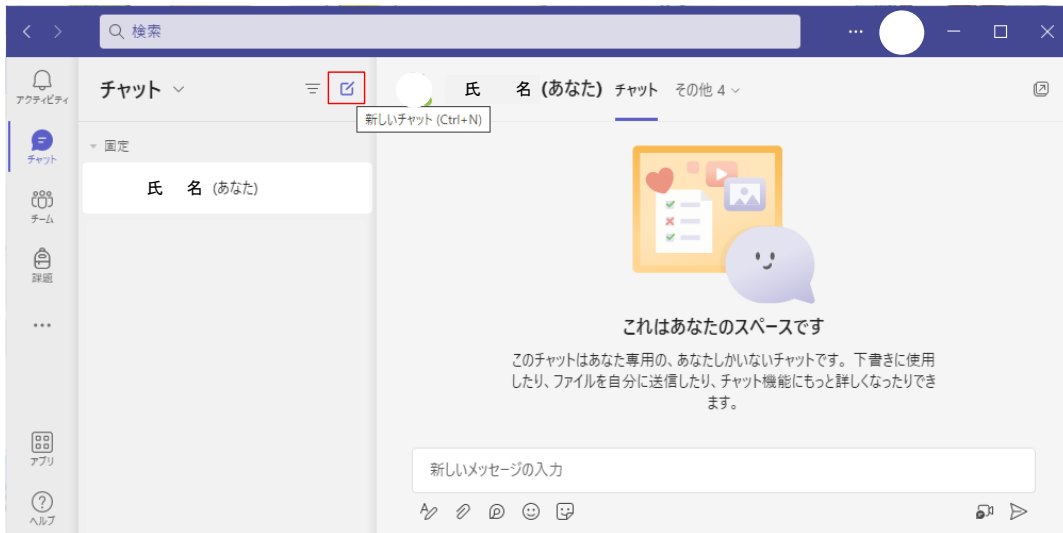 検索
アクティビティ
チャット
チーム
課題
アプリ
ヘルプ
チャット
新しいチャット (Ctrl+N)
固定
氏 名 (あなた)
氏 名 (あなた) チャット その他 4
これはあなたのスペースです
このチャットはあなた専用の、あなたしかいないチャットです。下書きに使用
したり、ファイルを自分に送信したり、チャット機能にもっと詳しくなったりでき
ます。
新しいメッセージの入力